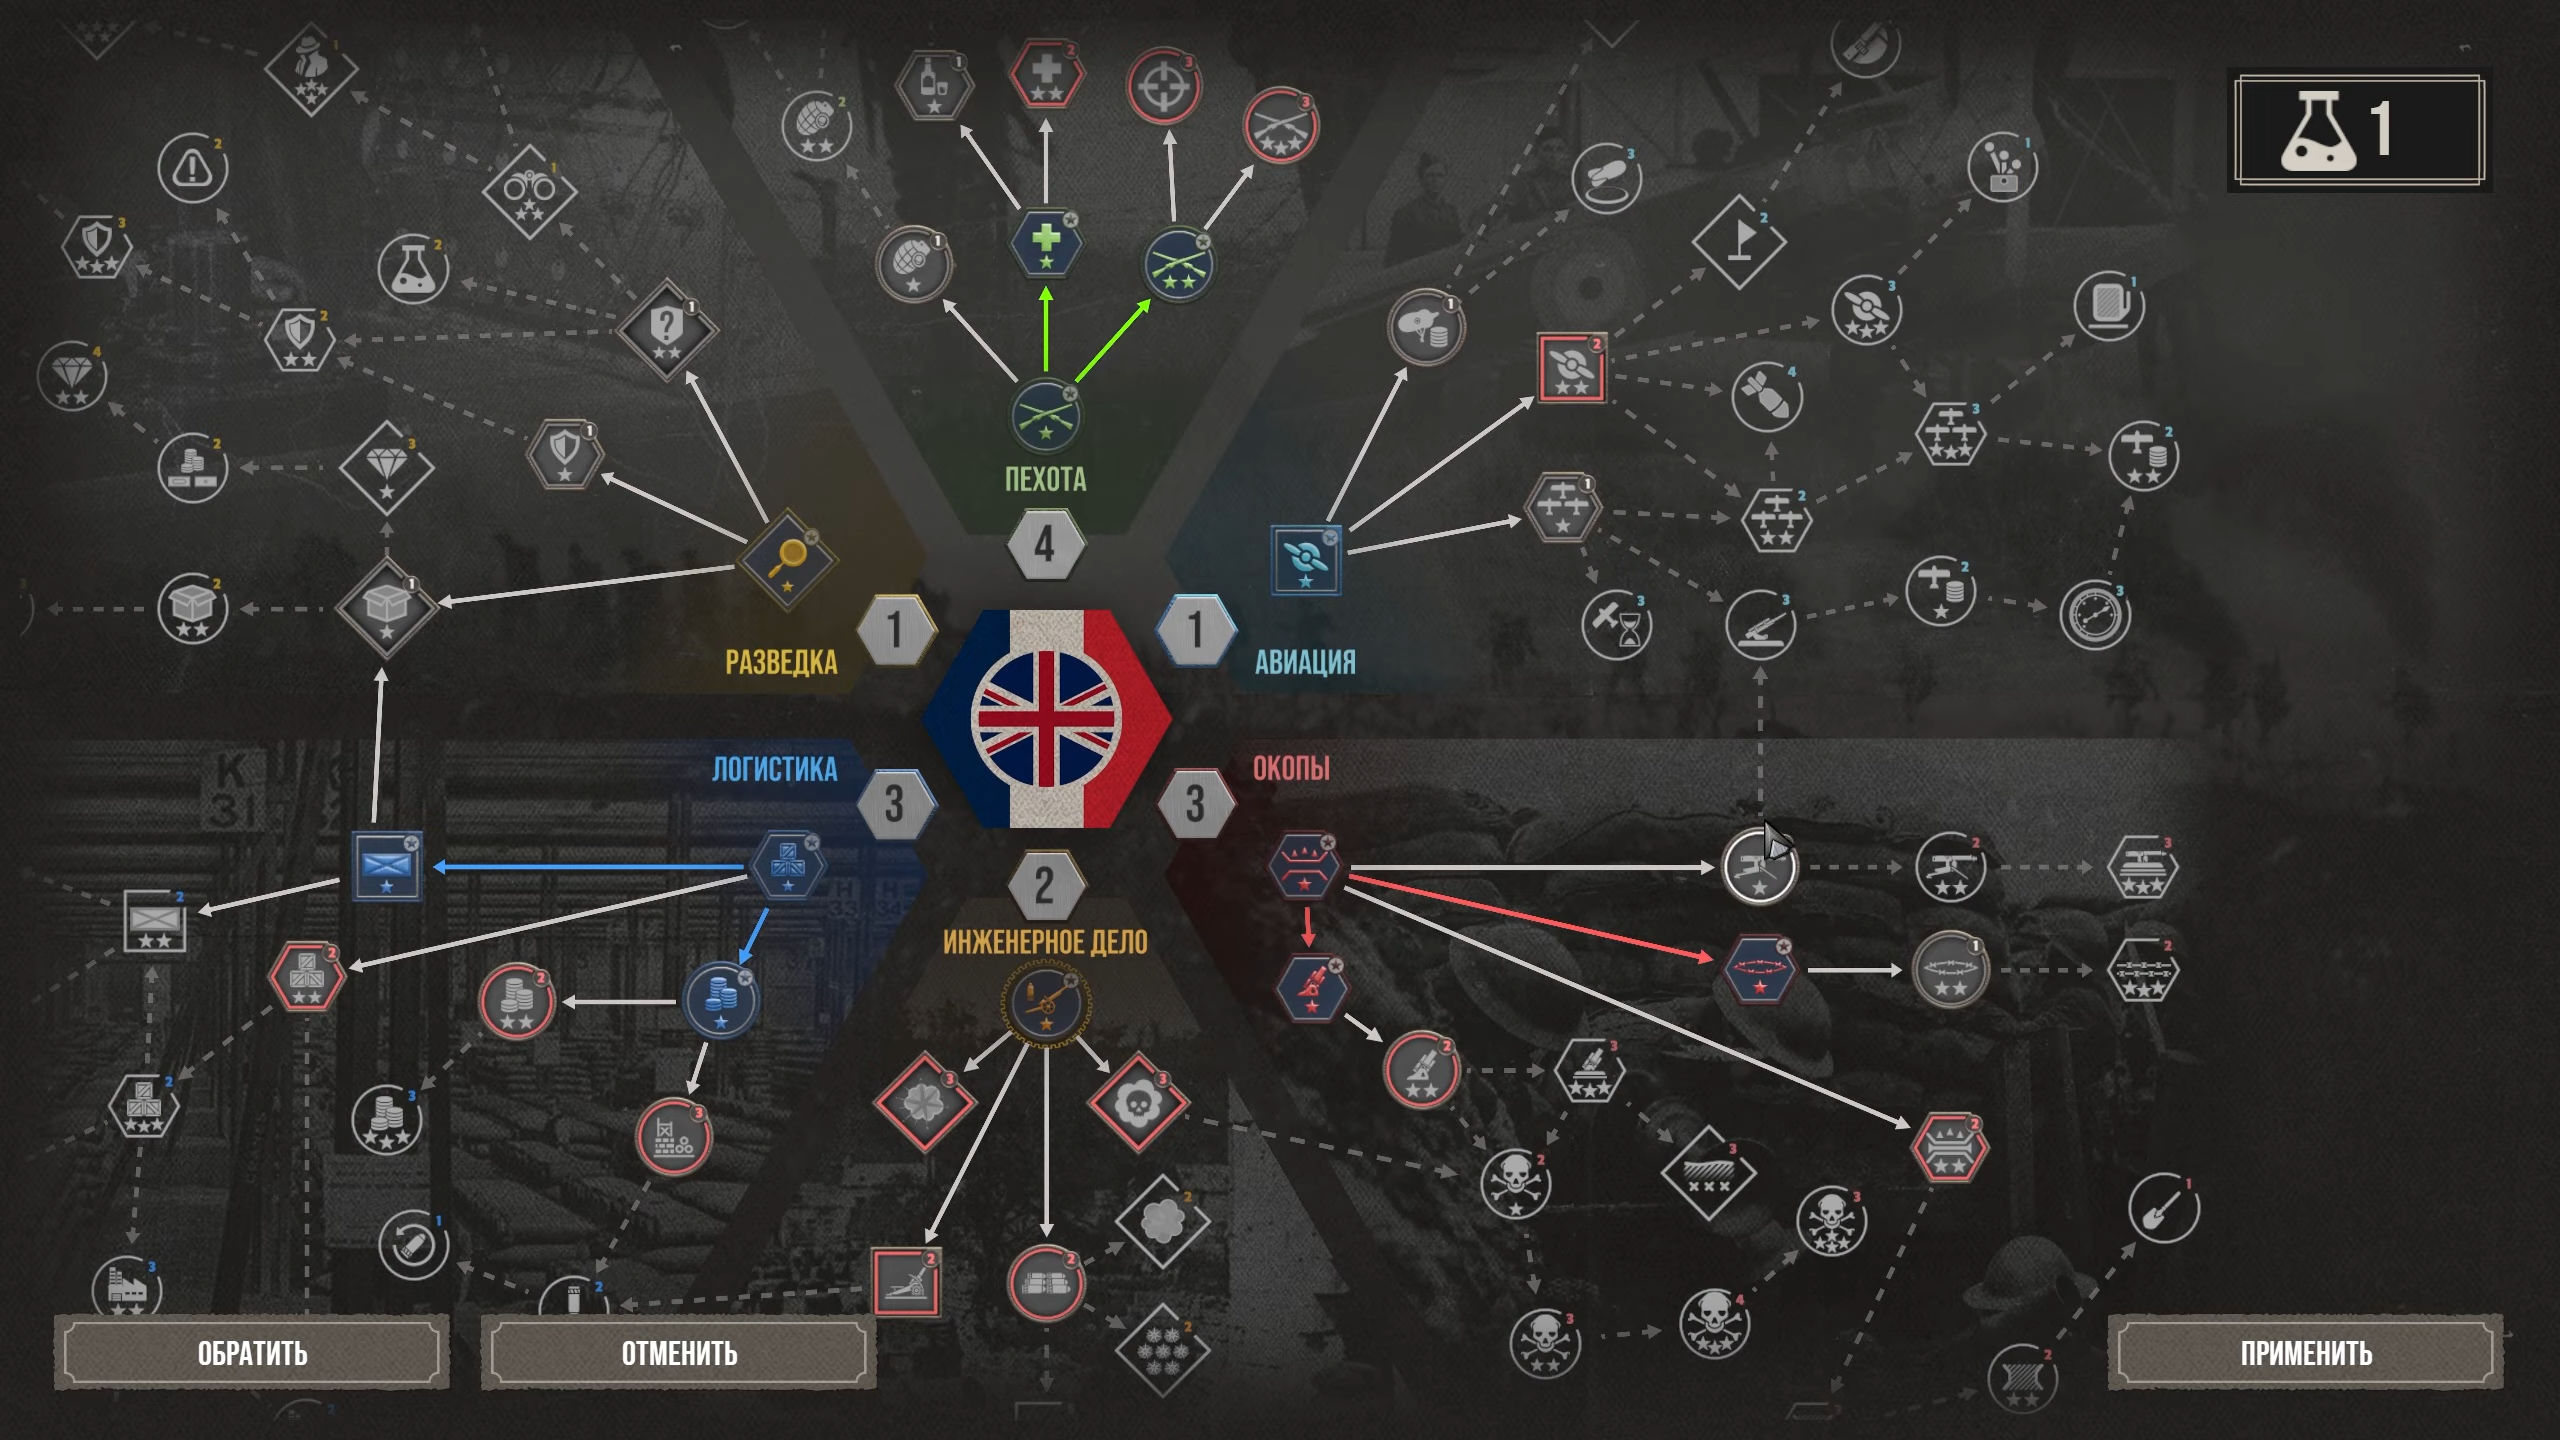 1
ПЕХОТА
4
РАЗВЕДКА
1
1
АВИАЦИЯ
ЛОГИСТИКА
3
3
ОКОПЫ
2
ИНЖЕНЕРНОЕ ДЕЛО
ОБРАТИТЬ
ОТМЕНИТЬ
ПРИМЕНИТЬ